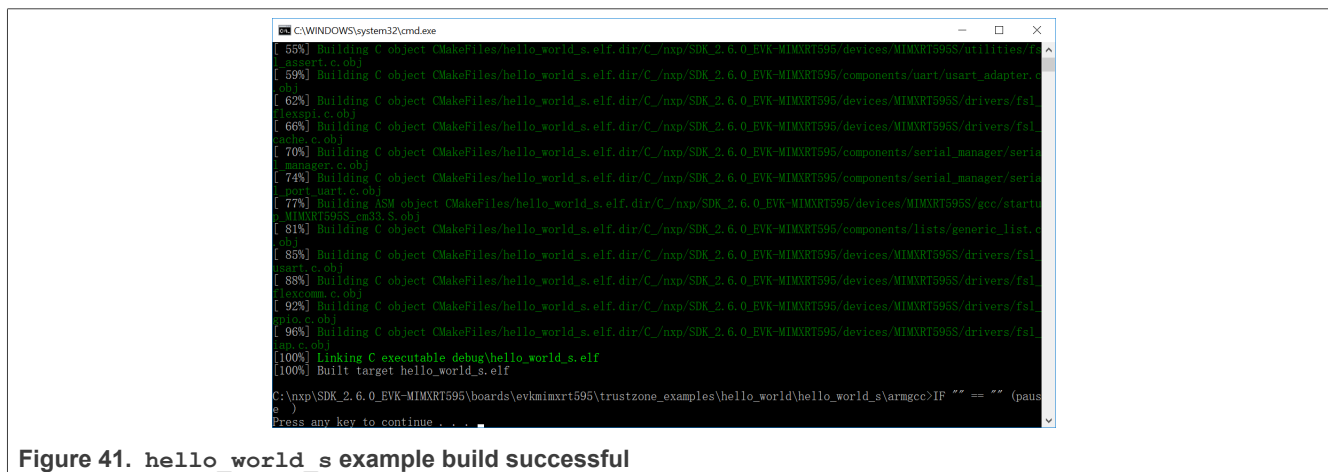 C:\WINDOWS\system32\cmd.exe
[ 55%] Building C object CMakeFiles/hello_world_s.elf.dir/C_/nxp/SDK_2.6.0_EVK-MIMXRT595/devices/MIMXRT595S/utilities/fs
l_assert.c.obj
[ 59%] Building C object CMakeFiles/hello_world_s.elf.dir/C_/nxp/SDK_2.6.0_EVK-MIMXRT595/components/uart/usart_adapter.c
.obj
[ 62%] Building C object CMakeFiles/hello_world_s.elf.dir/C_/nxp/SDK_2.6.0_EVK-MIMXRT595/devices/MIMXRT595S/drivers/fsl_
flexspi.c.obj
[ 66%] Building C object CMakeFiles/hello_world_s.elf.dir/C_/nxp/SDK_2.6.0_EVK-MIMXRT595/devices/MIMXRT595S/drivers/fsl_
cache.c.obj
[ 70%] Building C object CMakeFiles/hello_world_s.elf.dir/C_/nxp/SDK_2.6.0_EVK-MIMXRT595/components/serial_manager/seria
l_manager.c.obj
[ 74%] Building C object CMakeFiles/hello_world_s.elf.dir/C_/nxp/SDK_2.6.0_EVK-MIMXRT595/components/serial_manager/seria
l_port_uart.c.obj
[ 77%] Building ASM object CMakeFiles/hello_world_s.elf.dir/C_/nxp/SDK_2.6.0_EVK-MIMXRT595/devices/MIMXRT595S/gcc/startu
p_MIMXRT595S_cm33.S.obj
[ 81%] Building C object CMakeFiles/hello_world_s.elf.dir/C_/nxp/SDK_2.6.0_EVK-MIMXRT595/components/lists/generic_list.c
.obj
[ 85%] Building C object CMakeFiles/hello_world_s.elf.dir/C_/nxp/SDK_2.6.0_EVK-MIMXRT595/devices/MIMXRT595S/drivers/fsl_
usart.c.obj
[ 88%] Building C object CMakeFiles/hello_world_s.elf.dir/C_/nxp/SDK_2.6.0_EVK-MIMXRT595/devices/MIMXRT595S/drivers/fsl_
flexcomm.c.obj
[ 92%] Building C object CMakeFiles/hello_world_s.elf.dir/C_/nxp/SDK_2.6.0_EVK-MIMXRT595/devices/MIMXRT595S/drivers/fsl_
gpio.c.obj
[ 96%] Building C object CMakeFiles/hello_world_s.elf.dir/C_/nxp/SDK_2.6.0_EVK-MIMXRT595/devices/MIMXRT595S/drivers/fsl_
iap.c.obj
[100%] Linking C executable debug\hello_world_s.elf
[100%] Built target hello_world_s.elf
C:\nxp\SDK_2.6.0_EVK-MIMXRT595\boards\evkmimxrt595\trustzone_examples\hello_world\hello_world_s\armgcc>IF "" == "" (paus
e )
Press any key to continue . . .
Figure 41. hello_world_s example build successful